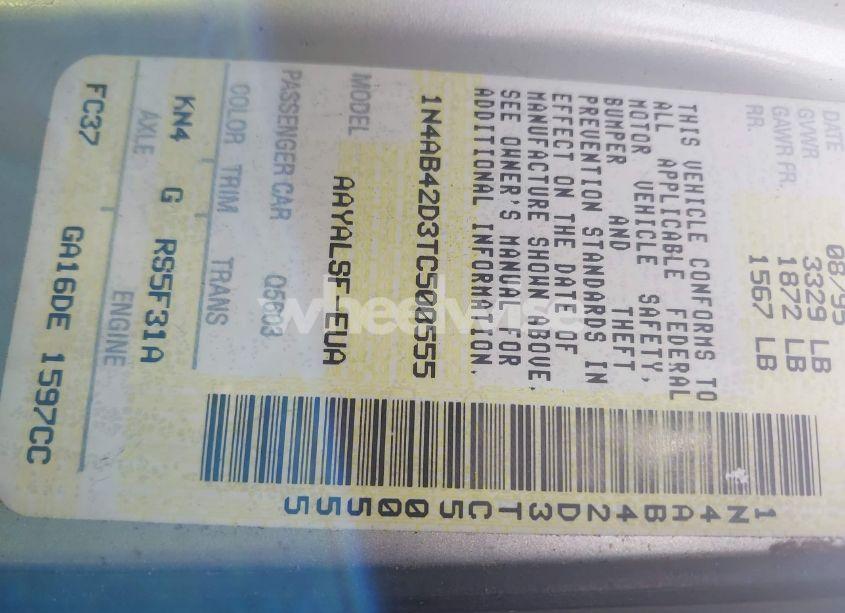 DATE 08/95
GVWR 3329 LB
GAWR FR. 1872 LB
RR. 1567 LB
THIS VEHICLE CONFORMS TO
ALL APPLICABLE FEDERAL
MOTOR VEHICLE SAFETY,
BUMPER AND THEFT
PREVENTION STANDARDS IN
EFFECT ON THE DATE OF
MANUFACTURE SHOWN ABOVE.
SEE OWNER'S MANUAL FOR
ADDITIONAL INFORMATION.
1N4AB42D3TC500555
MODEL AAYALSF-EUA
PASSENGER CAR
COLOR TRIM TRANS
KN4 G RS5F31A
AXLE ENGINE
FC37 GA16DE 1597CC
1N4AB42D3TC500555
wheelwise